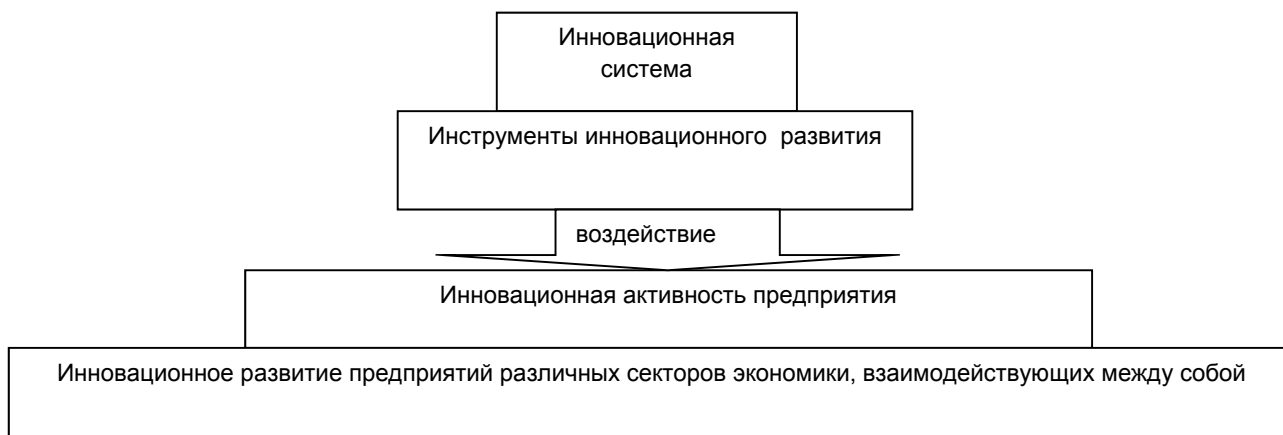 Инновационная
система
Инструменты инновационного развития
воздействие
Инновационная активность предприятия
Инновационное развитие предприятий различных секторов экономики, взаимодействующих между собой